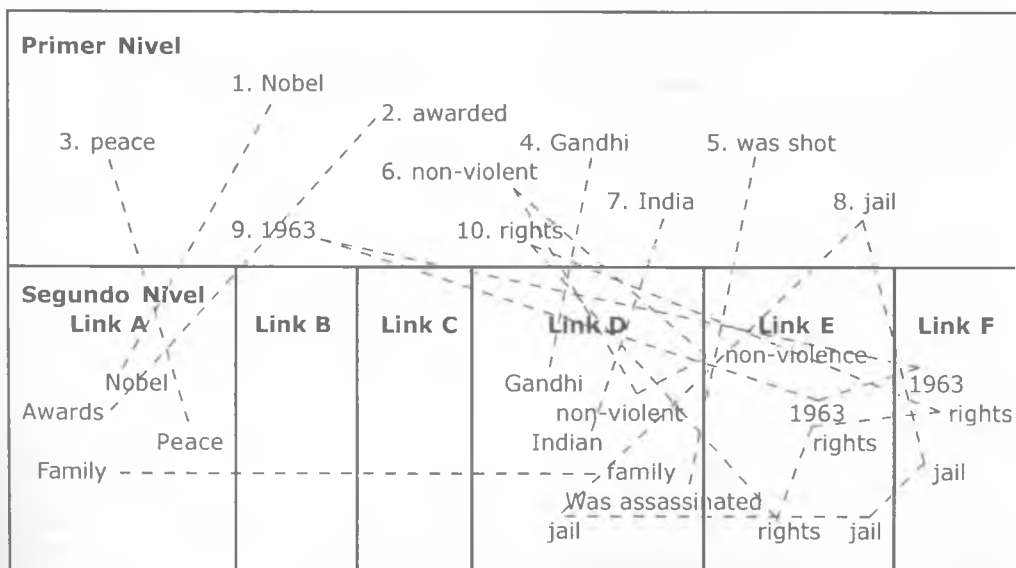 Primer Nivel
1. Nobel
2. awarded
3. peace
4. Gandhi
5. was shot
6. non-violent
7. India
8. jail
9. 1963
10. rights
Segundo Nivel
Link A
Link B
Link C
Link D
Link E
Link F
non-violence
Nobel
Gandhi
1963
Awards
non-violent
1963
rights
Peace
Indian
rights
Family
family
jail
Was assassinated
jail
rights
jail